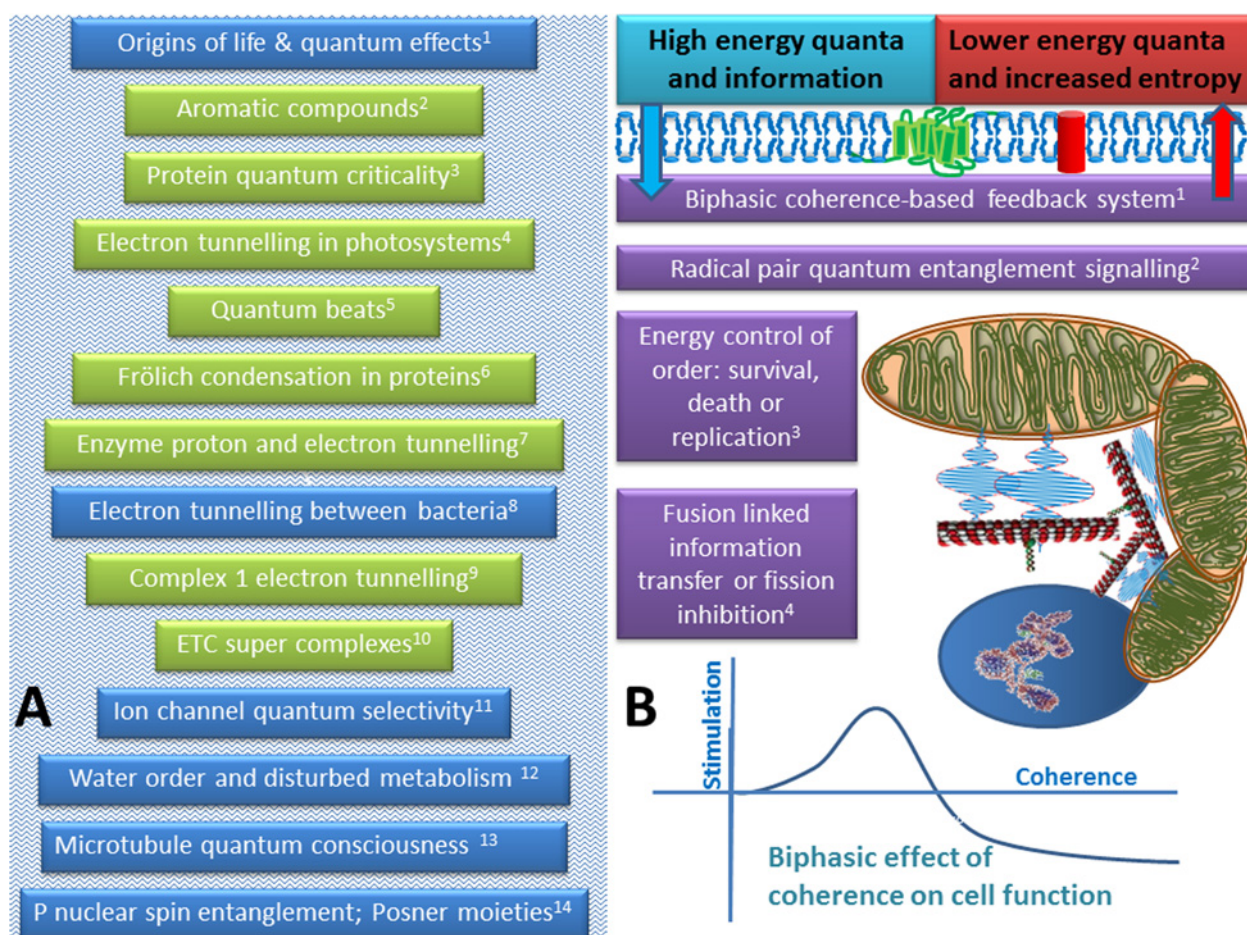 Origins of life & quantum effects¹
Aromatic compounds²
Protein quantum criticality³
Electron tunnelling in photosystems⁴
Quantum beats⁵
Frölich condensation in proteins⁶
Enzyme proton and electron tunnelling⁷
Electron tunnelling between bacteria⁸
Complex 1 electron tunnelling⁹
ETC super complexes¹⁰
Ion channel quantum selectivity¹¹
Water order and disturbed metabolism ¹²
Microtubule quantum consciousness ¹³
P nuclear spin entanglement; Posner moieties¹⁴
A
High energy quanta
and information
Lower energy quanta
and increased entropy
Biphasic coherence-based feedback system¹
Radical pair quantum entanglement signalling²
Energy control of
order: survival,
death or
replication³
Fusion linked
information
transfer or fission
inhibition⁴
B
Stimulation
Coherence
Biphasic effect of
coherence on cell function